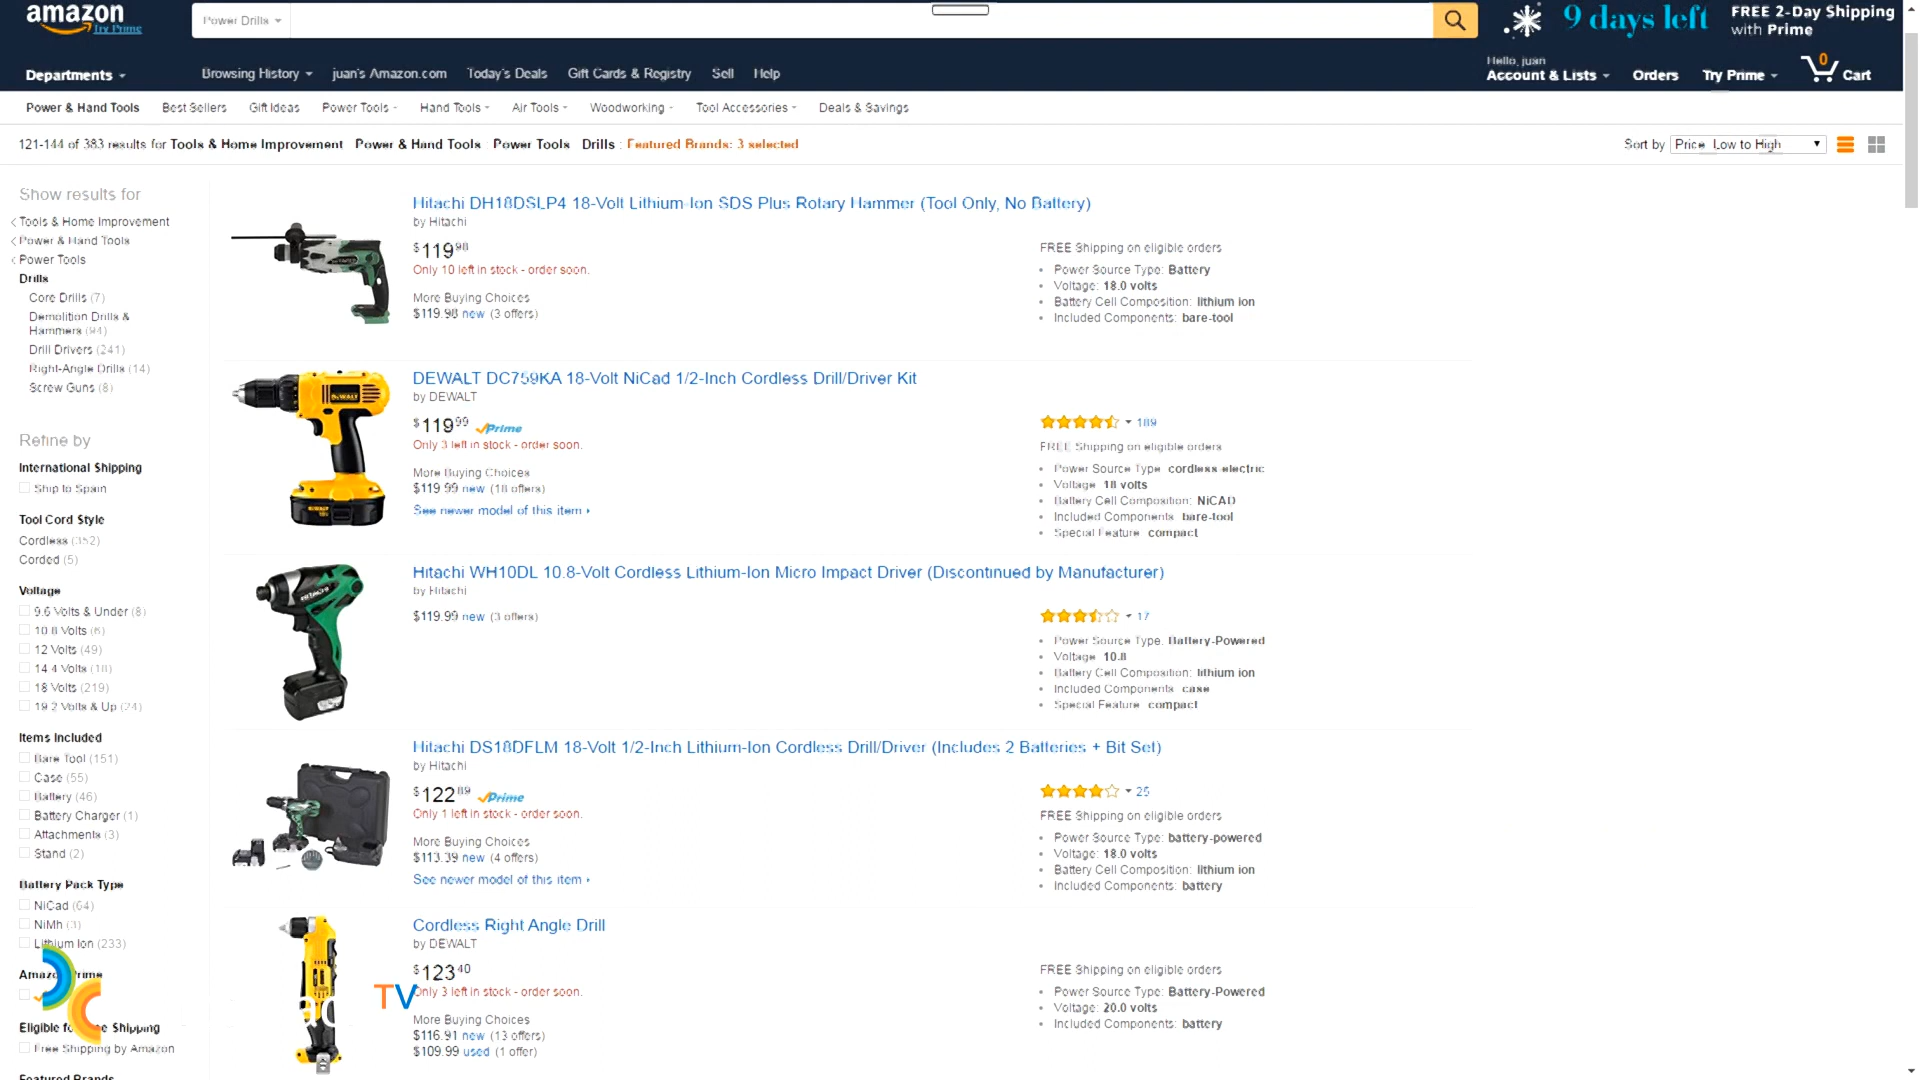 amazon
Try Prime
Power Drills
9 days left
FREE 2-Day Shipping
with Prime
Departments
Browsing History
juan's Amazon.com
Today's Deals
Gift Cards & Registry
Sell
Help
Hello, juan
Account & Lists
Orders
Try Prime
0
Cart
Power & Hand Tools
Best Sellers
Gift Ideas
Power Tools
Hand Tools
Air Tools
Woodworking
Tool Accessories
Deals & Savings
121-144 of 383 results for Tools & Home Improvement Power & Hand Tools Power Tools Drills : Featured Brands: 3 selected
Sort by Price Low to High
Show results for
Tools & Home Improvement
Power & Hand Tools
Power Tools
Drills
Core Drills (7)
Demolition Drills &
Hammers (94)
Drill Drivers (241)
Right-Angle Drills (14)
Screw Guns (8)
Refine by
International Shipping
Ship to Spain
Tool Cord Style
Cordless (352)
Corded (5)
Voltage
9.6 Volts & Under (8)
10.8 Volts (6)
12 Volts (49)
14.4 Volts (18)
18 Volts (219)
19.2 Volts & Up (24)
Items Included
Bare Tool (151)
Case (55)
Battery (46)
Battery Charger (1)
Attachments (3)
Stand (2)
Battery Pack Type
NiCad (64)
NiMh (3)
Lithium Ion (233)
Eligible
Shipping
Free Shipping by Amazon
Featured Brands
Hitachi DH18DSLP4 18-Volt Lithium-Ion SDS Plus Rotary Hammer (Tool Only, No Battery)
by Hitachi
$119.98
Only 10 left in stock - order soon.
More Buying Choices
$119.98 new (3 offers)
FREE Shipping on eligible orders
Power Source Type: Battery
Voltage: 18.0 volts
Battery Cell Composition: lithium ion
Included Components: bare-tool
DEWALT DC759KA 18-Volt NiCad 1/2-Inch Cordless Drill/Driver Kit
by DEWALT
$119.99 Prime
Only 3 left in stock - order soon.
More Buying Choices
$119.99 new (18 offers)
See newer model of this item
189
FREE Shipping on eligible orders
Power Source Type cordless-electric
Voltage 18 volts
Battery Cell Composition: NiCAD
Included Components bare-tool
Special Feature compact
Hitachi WH10DL 10.8-Volt Cordless Lithium-Ion Micro Impact Driver (Discontinued by Manufacturer)
by Hitachi
$119.99 new (3 offers)
17
Power Source Type. Battery-Powered
Voltage 10.8
Battery Cell Composition: lithium ion
Included Components case
Special Feature compact
Hitachi DS18DFLM 18-Volt 1/2-Inch Lithium-Ion Cordless Drill/Driver (Includes 2 Batteries + Bit Set)
by Hitachi
$122.89 Prime
Only 1 left in stock - order soon.
More Buying Choices
$113.39 new (4 offers)
See newer model of this item
25
FREE Shipping on eligible orders
Power Source Type: battery-powered
Voltage: 18.0 volts
Battery Cell Composition: lithium ion
Included Components: battery
Cordless Right Angle Drill
by DEWALT
$123.40
Only 3 left in stock - order soon.
More Buying Choices
$116.91 new (13 offers)
$109.99 used (1 offer)
FREE Shipping on eligible orders
Power Source Type: Battery-Powered
Voltage: 20.0 volts
Included Components: battery
TV